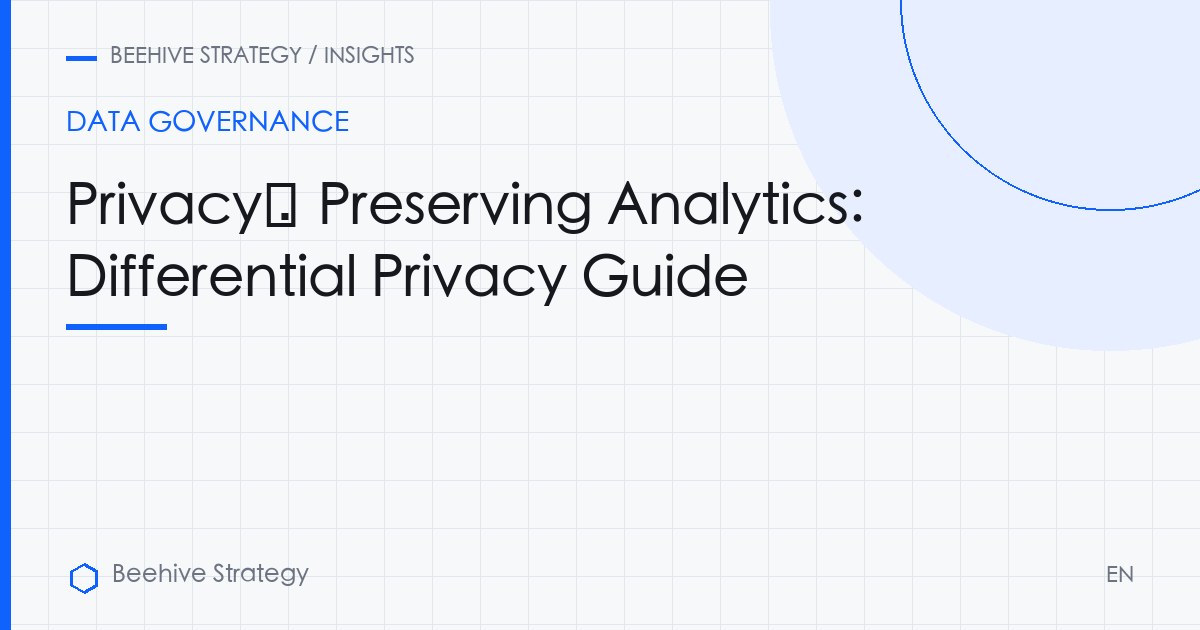 BEEHIVE STRATEGY / INSIGHTS
DATA GOVERNANCE
Privacy Preserving Analytics:
Differential Privacy Guide
Beehive Strategy
EN